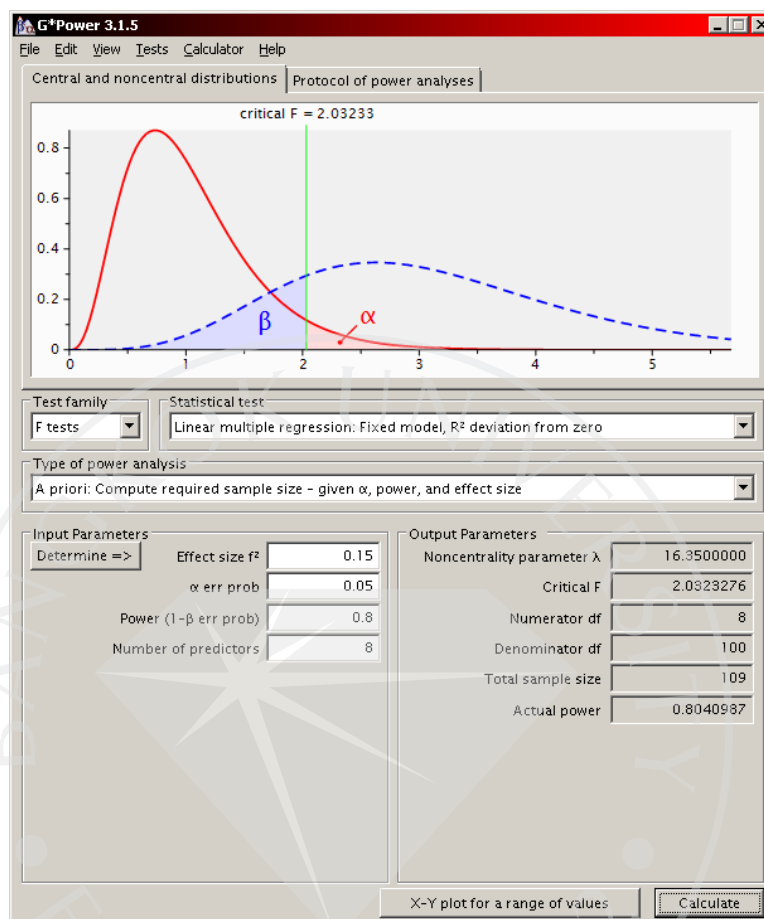 G*Power 3.1.5
File Edit View Tests Calculator Help
Central and noncentral distributions Protocol of power analyses
critical F = 2.03233
0.8
0.6
0.4
0.2
0
β
α
0 1 2 3 4 5
Test family Statistical test
F tests Linear multiple regression: Fixed model, R² deviation from zero
Type of power analysis
A priori: Compute required sample size - given α, power, and effect size
Input Parameters Output Parameters
Determine => Effect size f² 0.15 Noncentrality parameter λ 16.3500000
α err prob 0.05 Critical F 2.0323276
Power (1-β err prob) 0.8 Numerator df 8
Number of predictors 8 Denominator df 100
Total sample size 109
Actual power 0.8040987
BANGKOK UNIVERSITY
X-Y plot for a range of values Calculate